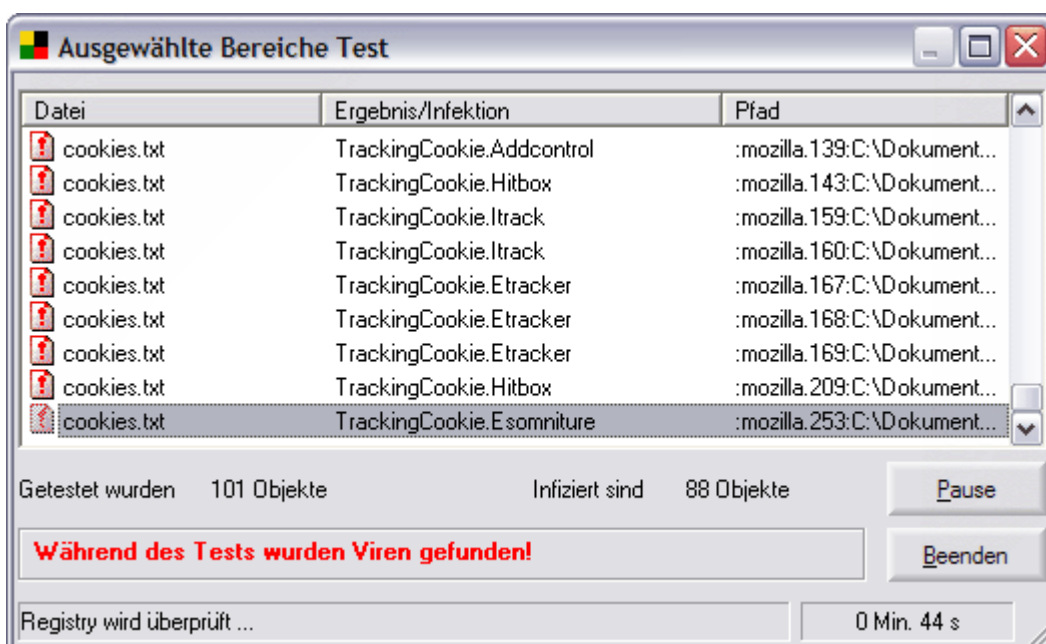 Ausgewählte Bereiche Test
Datei Ergebnis/Infektion Pfad
cookies.txt TrackingCookie.Addcontrol :mozilla.139:C:\Dokument...
cookies.txt TrackingCookie.Hitbox :mozilla.143:C:\Dokument...
cookies.txt TrackingCookie.Itrack :mozilla.159:C:\Dokument...
cookies.txt TrackingCookie.Itrack :mozilla.160:C:\Dokument...
cookies.txt TrackingCookie.Etracker :mozilla.167:C:\Dokument...
cookies.txt TrackingCookie.Etracker :mozilla.168:C:\Dokument...
cookies.txt TrackingCookie.Etracker :mozilla.169:C:\Dokument...
cookies.txt TrackingCookie.Hitbox :mozilla.209:C:\Dokument...
cookies.txt TrackingCookie.Esomniture :mozilla.253:C:\Dokument...
Getestet wurden 101 Objekte Infiziert sind 88 Objekte Pause
Während des Tests wurden Viren gefunden! Beenden
Registry wird überprüft ... 0 Min. 44 s